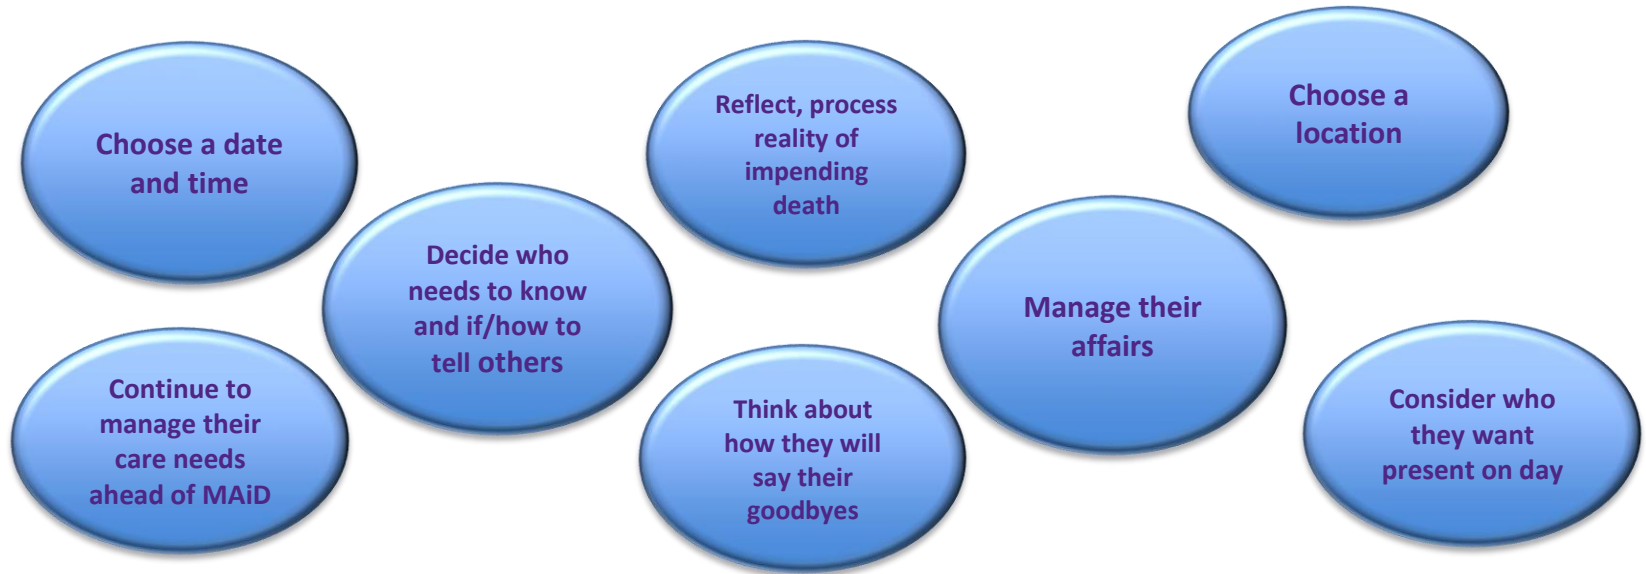 Choose a date
and time
Continue to
manage their
care needs
ahead of MAiD
Decide who
needs to know
and if/how to
tell others
Reflect, process
reality of
impending
death
Think about
how they will
say their
goodbyes
Manage their
affairs
Choose a
location
Consider who
they want
present on day